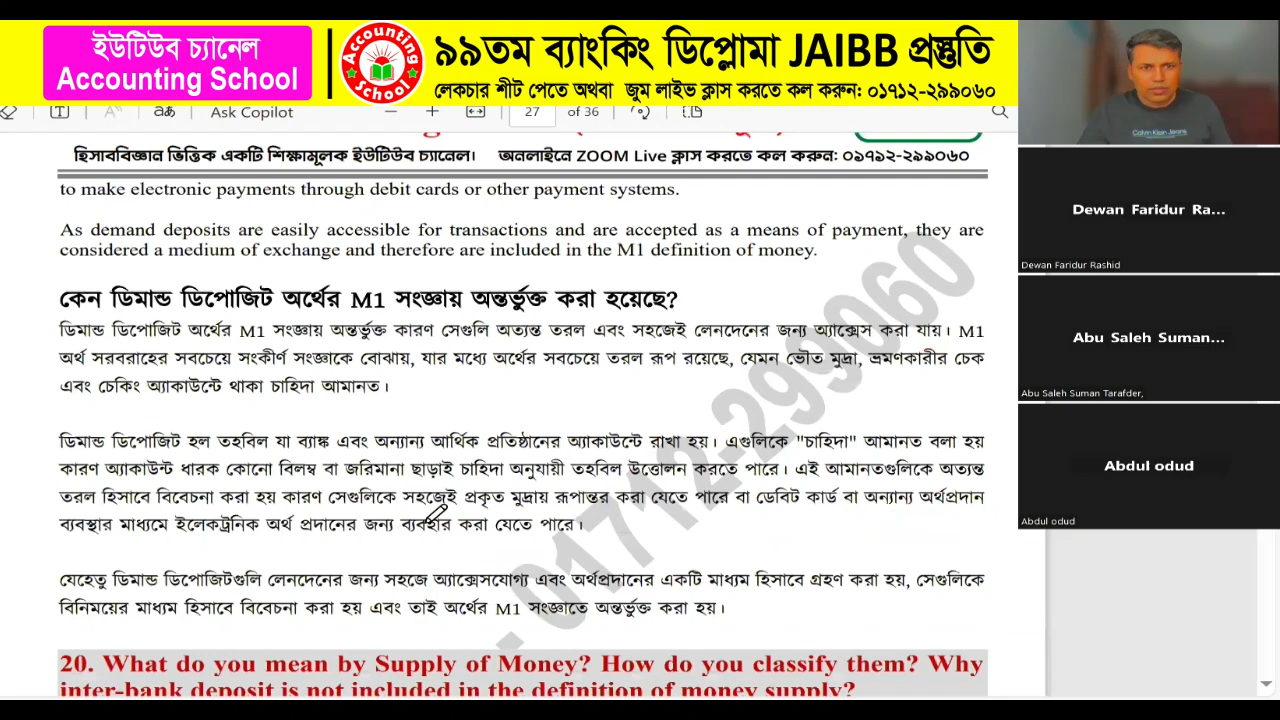 ইউটিউব চ্যানেল
Accounting School
Accounting
School
৯৯তম ব্যাংকিং ডিপ্লোমা JAIBB প্রস্তুতি
লেকচার শীট পেতে অথবা জুম লাইভ ক্লাস করতে কল করুন: ০১৭১২-২৯৯০৬০
Ask Copilot
27 of 36
হিসাববিজ্ঞান ভিত্তিক একটি শিক্ষামূলক ইউটিউব চ্যানেল। অনলাইনে ZOOM Live ক্লাস করতে কল করুন: ০১৭১২-২৯৯০৬০
to make electronic payments through debit cards or other payment systems.
As demand deposits are easily accessible for transactions and are accepted as a means of payment, they are
considered a medium of exchange and therefore are included in the M1 definition of money.
কেন ডিমান্ড ডিপোজিট অর্থের M1 সংজ্ঞায় অন্তর্ভুক্ত করা হয়েছে?
ডিমান্ড ডিপোজিট অর্থের M1 সংজ্ঞায় অন্তর্ভুক্ত কারণ সেগুলি অত্যন্ত তরল এবং সহজেই লেনদেনের জন্য অ্যাক্সেস করা যায়। M1
অর্থ সরবরাহের সবচেয়ে সংকীর্ণ সংজ্ঞাকে বোঝায়, যার মধ্যে অর্থের সবচেয়ে তরল রূপ রয়েছে, যেমন ভৌত মুদ্রা, ভ্রমণকারীর চেক
এবং চেকিং অ্যাকাউন্টে থাকা চাহিদা আমানত।
ডিমান্ড ডিপোজিট হল তহবিল যা ব্যাঙ্ক এবং অন্যান্য আর্থিক প্রতিষ্ঠানের অ্যাকাউন্টে রাখা হয়। এগুলিকে "চাহিদা" আমানত বলা হয়
কারণ অ্যাকাউন্ট ধারক কোনো বিলম্ব বা জরিমানা ছাড়াই চাহিদা অনুযায়ী তহবিল উত্তোলন করতে পারে। এই আমানতগুলিকে অত্যন্ত
তরল হিসাবে বিবেচনা করা হয় কারণ সেগুলিকে সহজেই প্রকৃত মুদ্রায় রূপান্তর করা যেতে পারে বা ডেবিট কার্ড বা অন্যান্য অর্থপ্রদান
ব্যবস্থার মাধ্যমে ইলেকট্রনিক অর্থ প্রদানের জন্য ব্যবহার করা যেতে পারে।
যেহেতু ডিমান্ড ডিপোজিটগুলি লেনদেনের জন্য সহজে অ্যাক্সেসযোগ্য এবং অর্থপ্রদানের একটি মাধ্যম হিসাবে গ্রহণ করা হয়, সেগুলিকে
বিনিময়ের মাধ্যম হিসাবে বিবেচনা করা হয় এবং তাই অর্থের M1 সংজ্ঞাতে অন্তর্ভুক্ত করা হয়।
20. What do you mean by Supply of Money? How do you classify them? Why
inter-bank deposit is not included in the definition of money supply?
- 01712-299060
Calvin Klein Jeans
Dewan Faridur Ra...
Dewan Faridur Rashid
Abu Saleh Suman...
Abu Saleh Suman Tarafder,
Abdul odud
Abdul odud